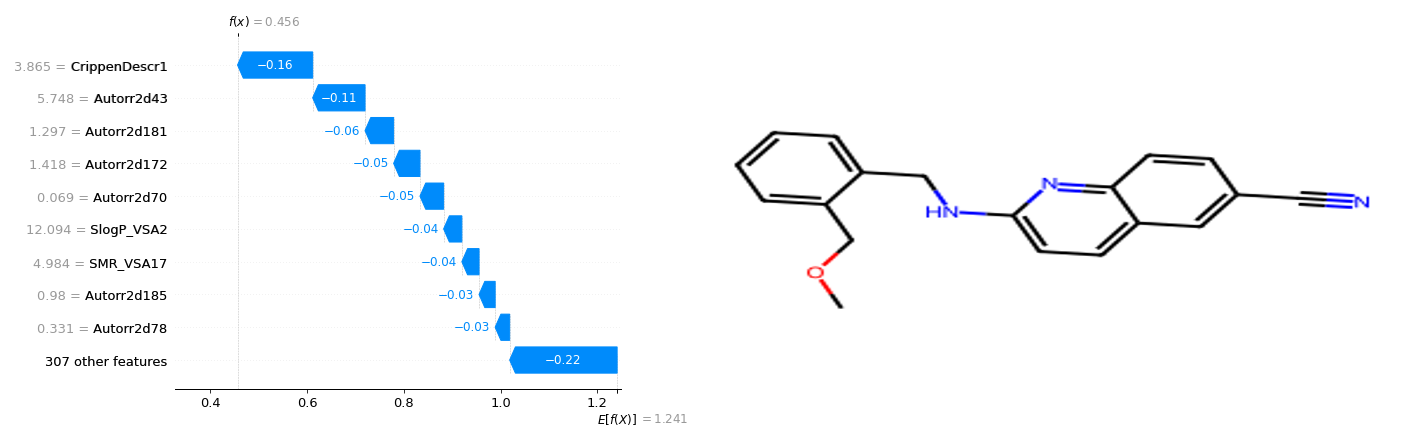 f(x) = 0.456
3.865 = CrippenDescr1
−0.16
5.748 = Autorr2d43
−0.11
1.297 = Autorr2d181
−0.06
1.418 = Autorr2d172
−0.05
0.069 = Autorr2d70
−0.05
12.094 = SlogP_VSA2
−0.04
4.984 = SMR_VSA17
−0.04
0.98 = Autorr2d185
−0.03
0.331 = Autorr2d78
−0.03
307 other features
−0.22
0.4 0.6 0.8 1.0 1.2
E[f(X)] = 1.241
N
HN
N
O